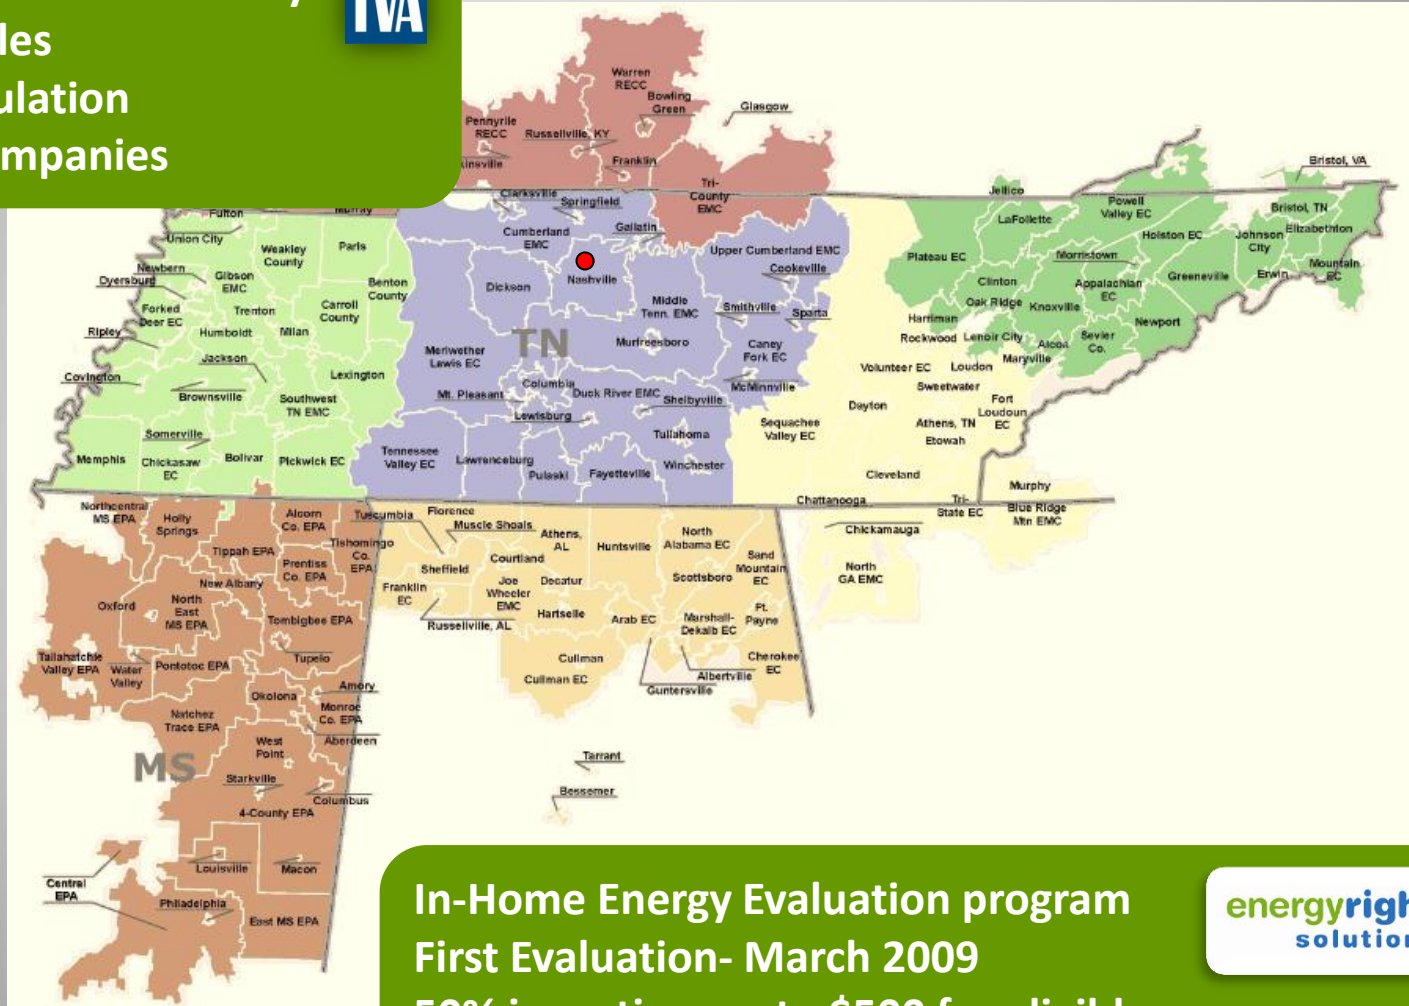 les
ulation
mpanies
TVA
Warren
RECC
Bowling
Green
Glasgow
Pennyrile
RECC
Russellville, KY
insville
Franklin
Tri-
County
EMC
Bristol, VA
Jellico
Clarksville
Springfield
Murray
Fulton
Union City
Weakley
County
Paris
Cumberland
EMC
Gallatin
Upper Cumberland EMC
Cookeville
LaFollette
Powell
Valley EC
Holston EC
Bristol, TN
Johnson
City
Elizabethton
Plateau EC
Morristown
Mountain
EC
Erwin
Greeneville
Newbern
Dyersburg
Gibson
EMC
Benton
County
Dickson
Nashville
Clinton
Appalachian
EC
Forked
Deer EC
Trenton
Carroll
County
Middle
Tenn. EMC
Smithville
Sparta
Oak Ridge
Knoxville
Newport
Harriman
Ripley
Humboldt
Milan
TN
Murfreesboro
Caney
Fork EC
Rockwood
Lenoir City
Alcoa
Sevier
Co.
Maryville
Jackson
Meriwether
Lewis EC
Volunteer EC
Loudon
Covington
Lexington
Columbia
Duck River EMC
McMinnville
Sweetwater
Brownsville
Southwest
TN EMC
Mt. Pleasant
Shelbyville
Dayton
Fort
Loudoun
EC
Lewisburg
Sequachee
Valley EC
Athens, TN
Etowah
Somerville
Tullahoma
Memphis
Chickasaw
EC
Bolivar
Pickwick EC
Tennessee
Valley EC
Lawrenceburg
Pulaski
Fayetteville
Winchester
Cleveland
Murphy
Chattanooga
Tri-
State EC
Blue Ridge
Mtn EMC
Northcentral
MS EPA
Holly
Springs
Alcorn
Co. EPA
Tuscumbia
Florence
Muscle Shoals
Athens,
AL
Huntsville
North
Alabama EC
Chickamauga
Tippah EPA
Tishomingo
Co.
EPA
Prentiss
Co. EPA
Sheffield
Courtland
Sand
Mountain
EC
North
GA EMC
New Albany
Franklin
EC
Joe
Wheeler
EMC
Decatur
Scottsboro
Oxford
North
East
MS EPA
Tombigbee EPA
Russellville, AL
Hartselle
Arab EC
Marshall-
Dekalb EC
Ft.
Payne
Tallahatchie
Valley EPA
Water
Valley
Pontotoc EPA
Tupelo
Cullman
Cullman EC
Cherokee
EC
Albertville
Guntersville
Okolona
Amory
Monroe
Co. EPA
Natchez
Trace EPA
Aberdeen
West
Point
MS
Tarrant
Starkville
Columbus
Bessemer
4-County EPA
Louisville
Macon
Central
EPA
Philadelphia
East MS EPA
In-Home Energy Evaluation program
First Evaluation- March 2009
energyrigh
solution